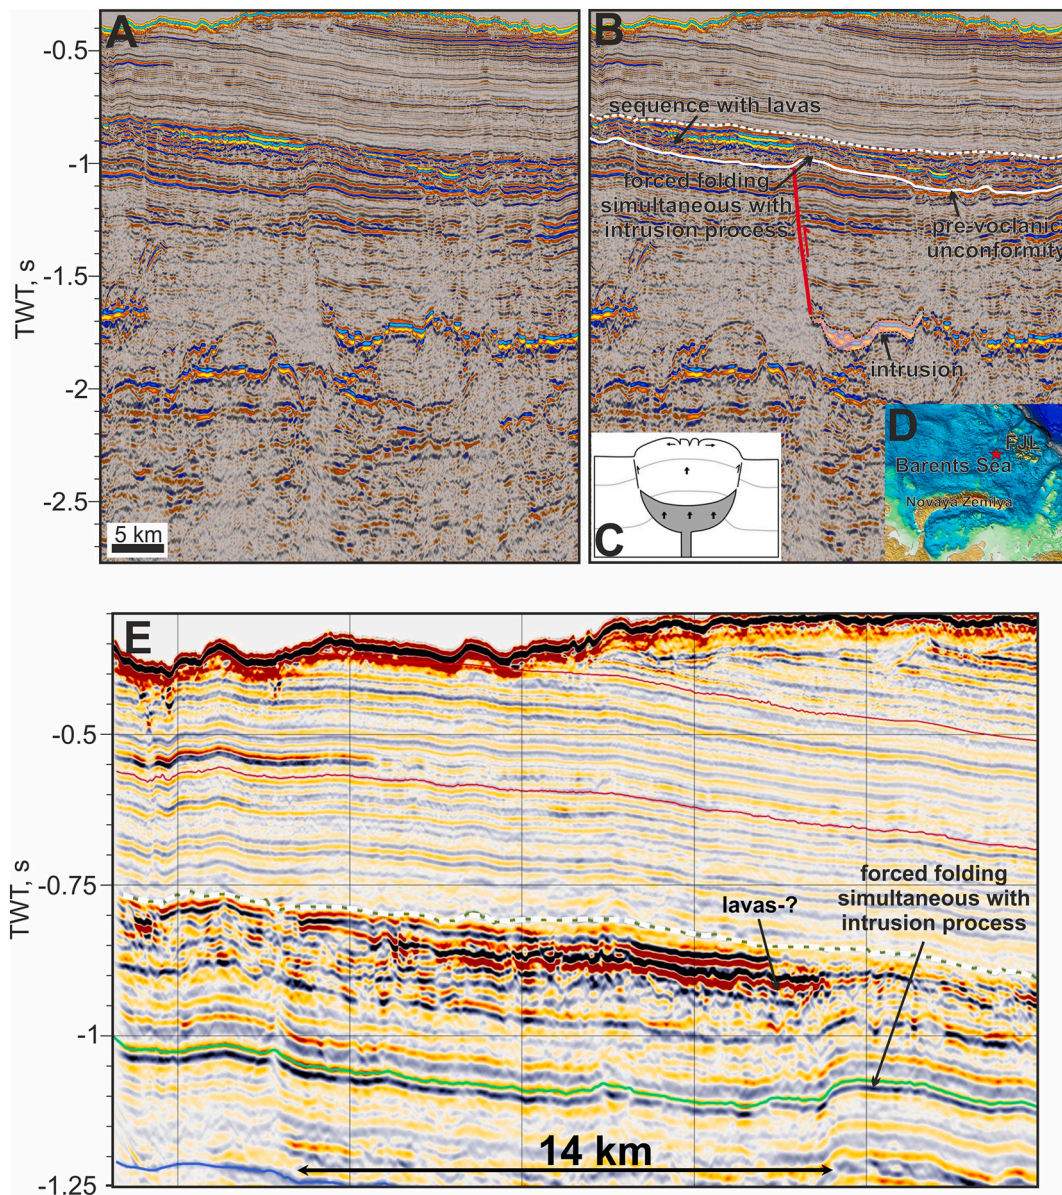 A
B
-0.5
-1
-1.5
-2
-2.5
TWT, s
5 km
sequence with lavas
forced folding
simultaneous with
intrusion process
pre-voclanic
unconformity
intrusion
C
D
FJL
Barents Sea
Novaya Zemlya
E
-0.5
-0.75
-1
-1.25
TWT, s
lavas-?
forced folding
simultaneous with
intrusion process
14 km